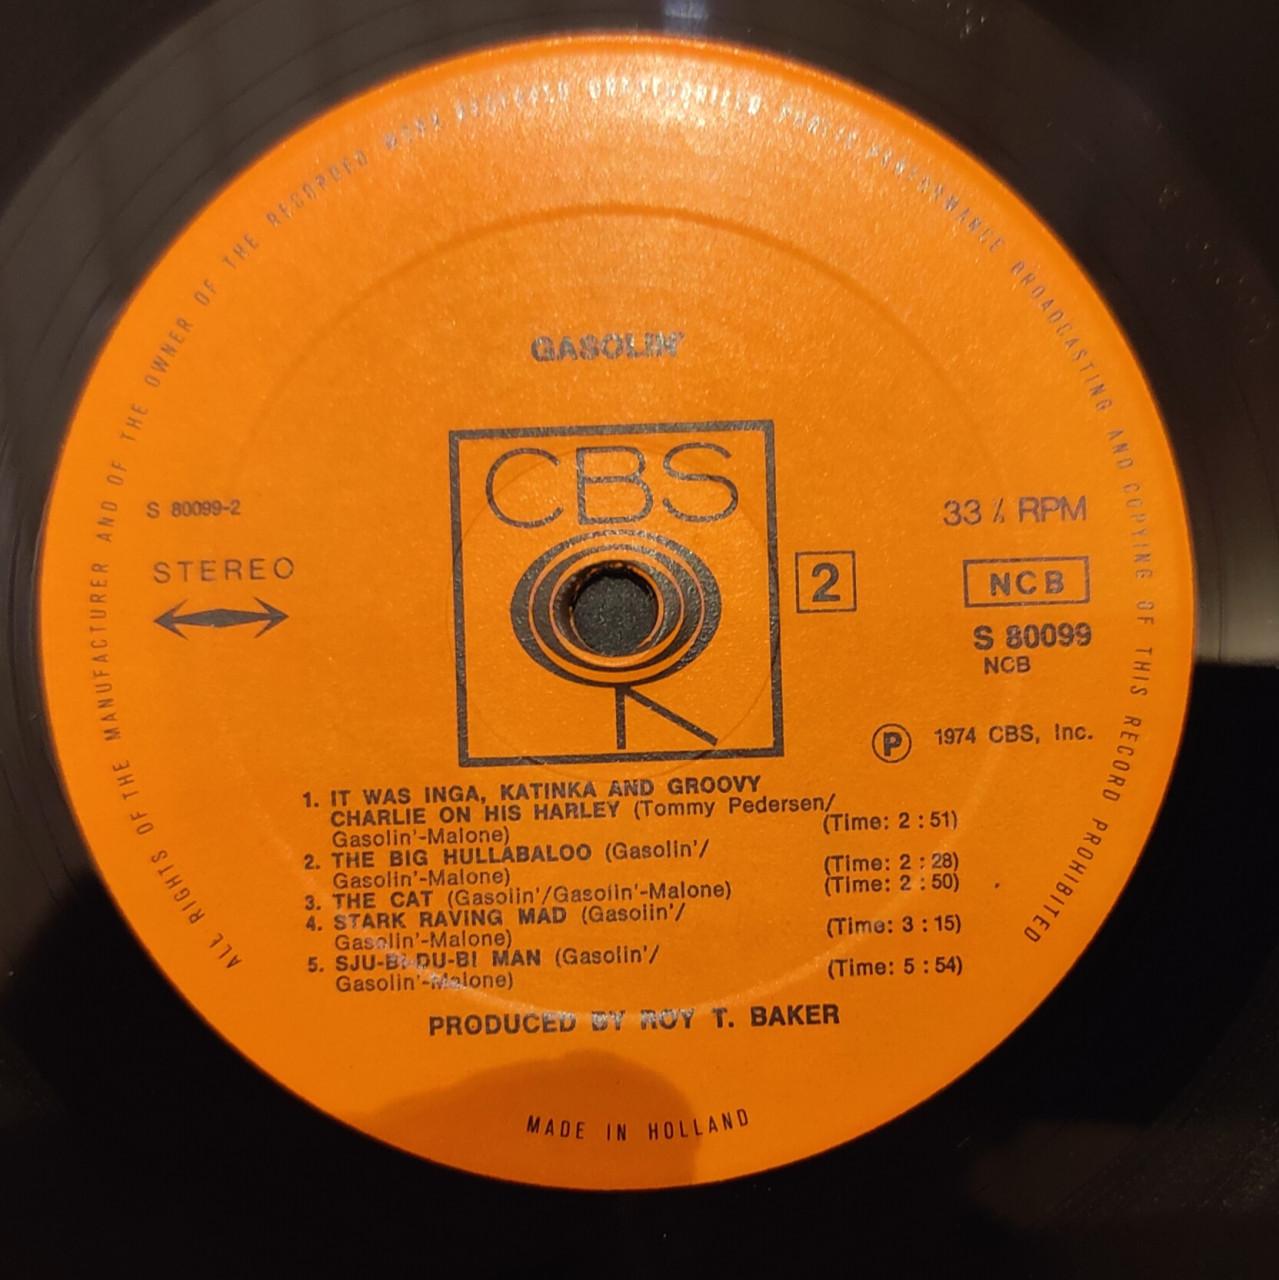 ALL RIGHTS OF THE MANUFACTURER AND OF THE OWNER OF THE RECORDED WORK RESERVED UNAUTHORIZED PUBLIC PERFORMANCE BROADCASTING AND COPYING OF THIS RECORD PROHIBITED
GASOLIN'
CBS
S 80099-2
33⅓ RPM
STEREO
2
NCB
S 80099
NCB
P 1974 CBS, Inc.
1. IT WAS INGA, KATINKA AND GROOVY
CHARLIE ON HIS HARLEY (Tommy Pedersen/
Gasolin'-Malone) (Time: 2:51)
2. THE BIG HULLABALOO (Gasolin'/
Gasolin'-Malone) (Time: 2:28)
3. THE CAT (Gasolin'/Gasolin'-Malone) (Time: 2:50)
4. STARK RAVING MAD (Gasolin'/
Gasolin'-Malone) (Time: 3:15)
5. SJU-BI-DU-BI MAN (Gasolin'/
Gasolin'-Malone) (Time: 5:54)
PRODUCED BY ROY T. BAKER
MADE IN HOLLAND